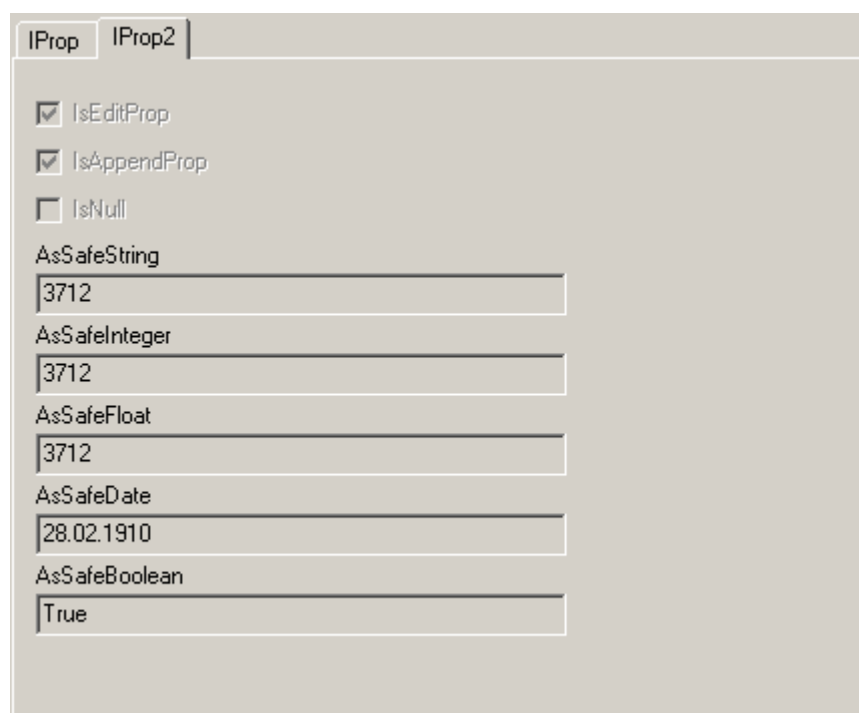 IProp IProp2
IsEditProp
IsAppendProp
IsNull
AsSafeString
3712
AsSafeInteger
3712
AsSafeFloat
3712
AsSafeDate
28.02.1910
AsSafeBoolean
True